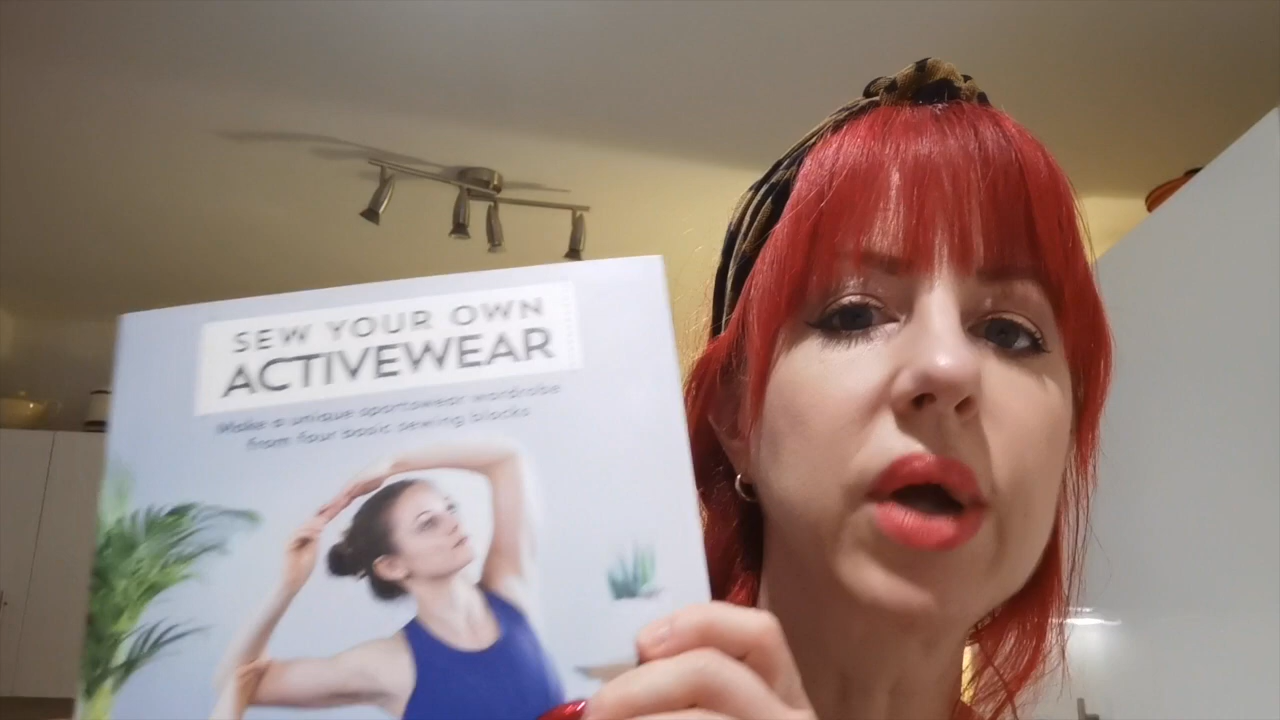 SEW YOUR OWN
ACTIVEWEAR
Make a unique sportswear wardrobe
from four basic sewing blocks